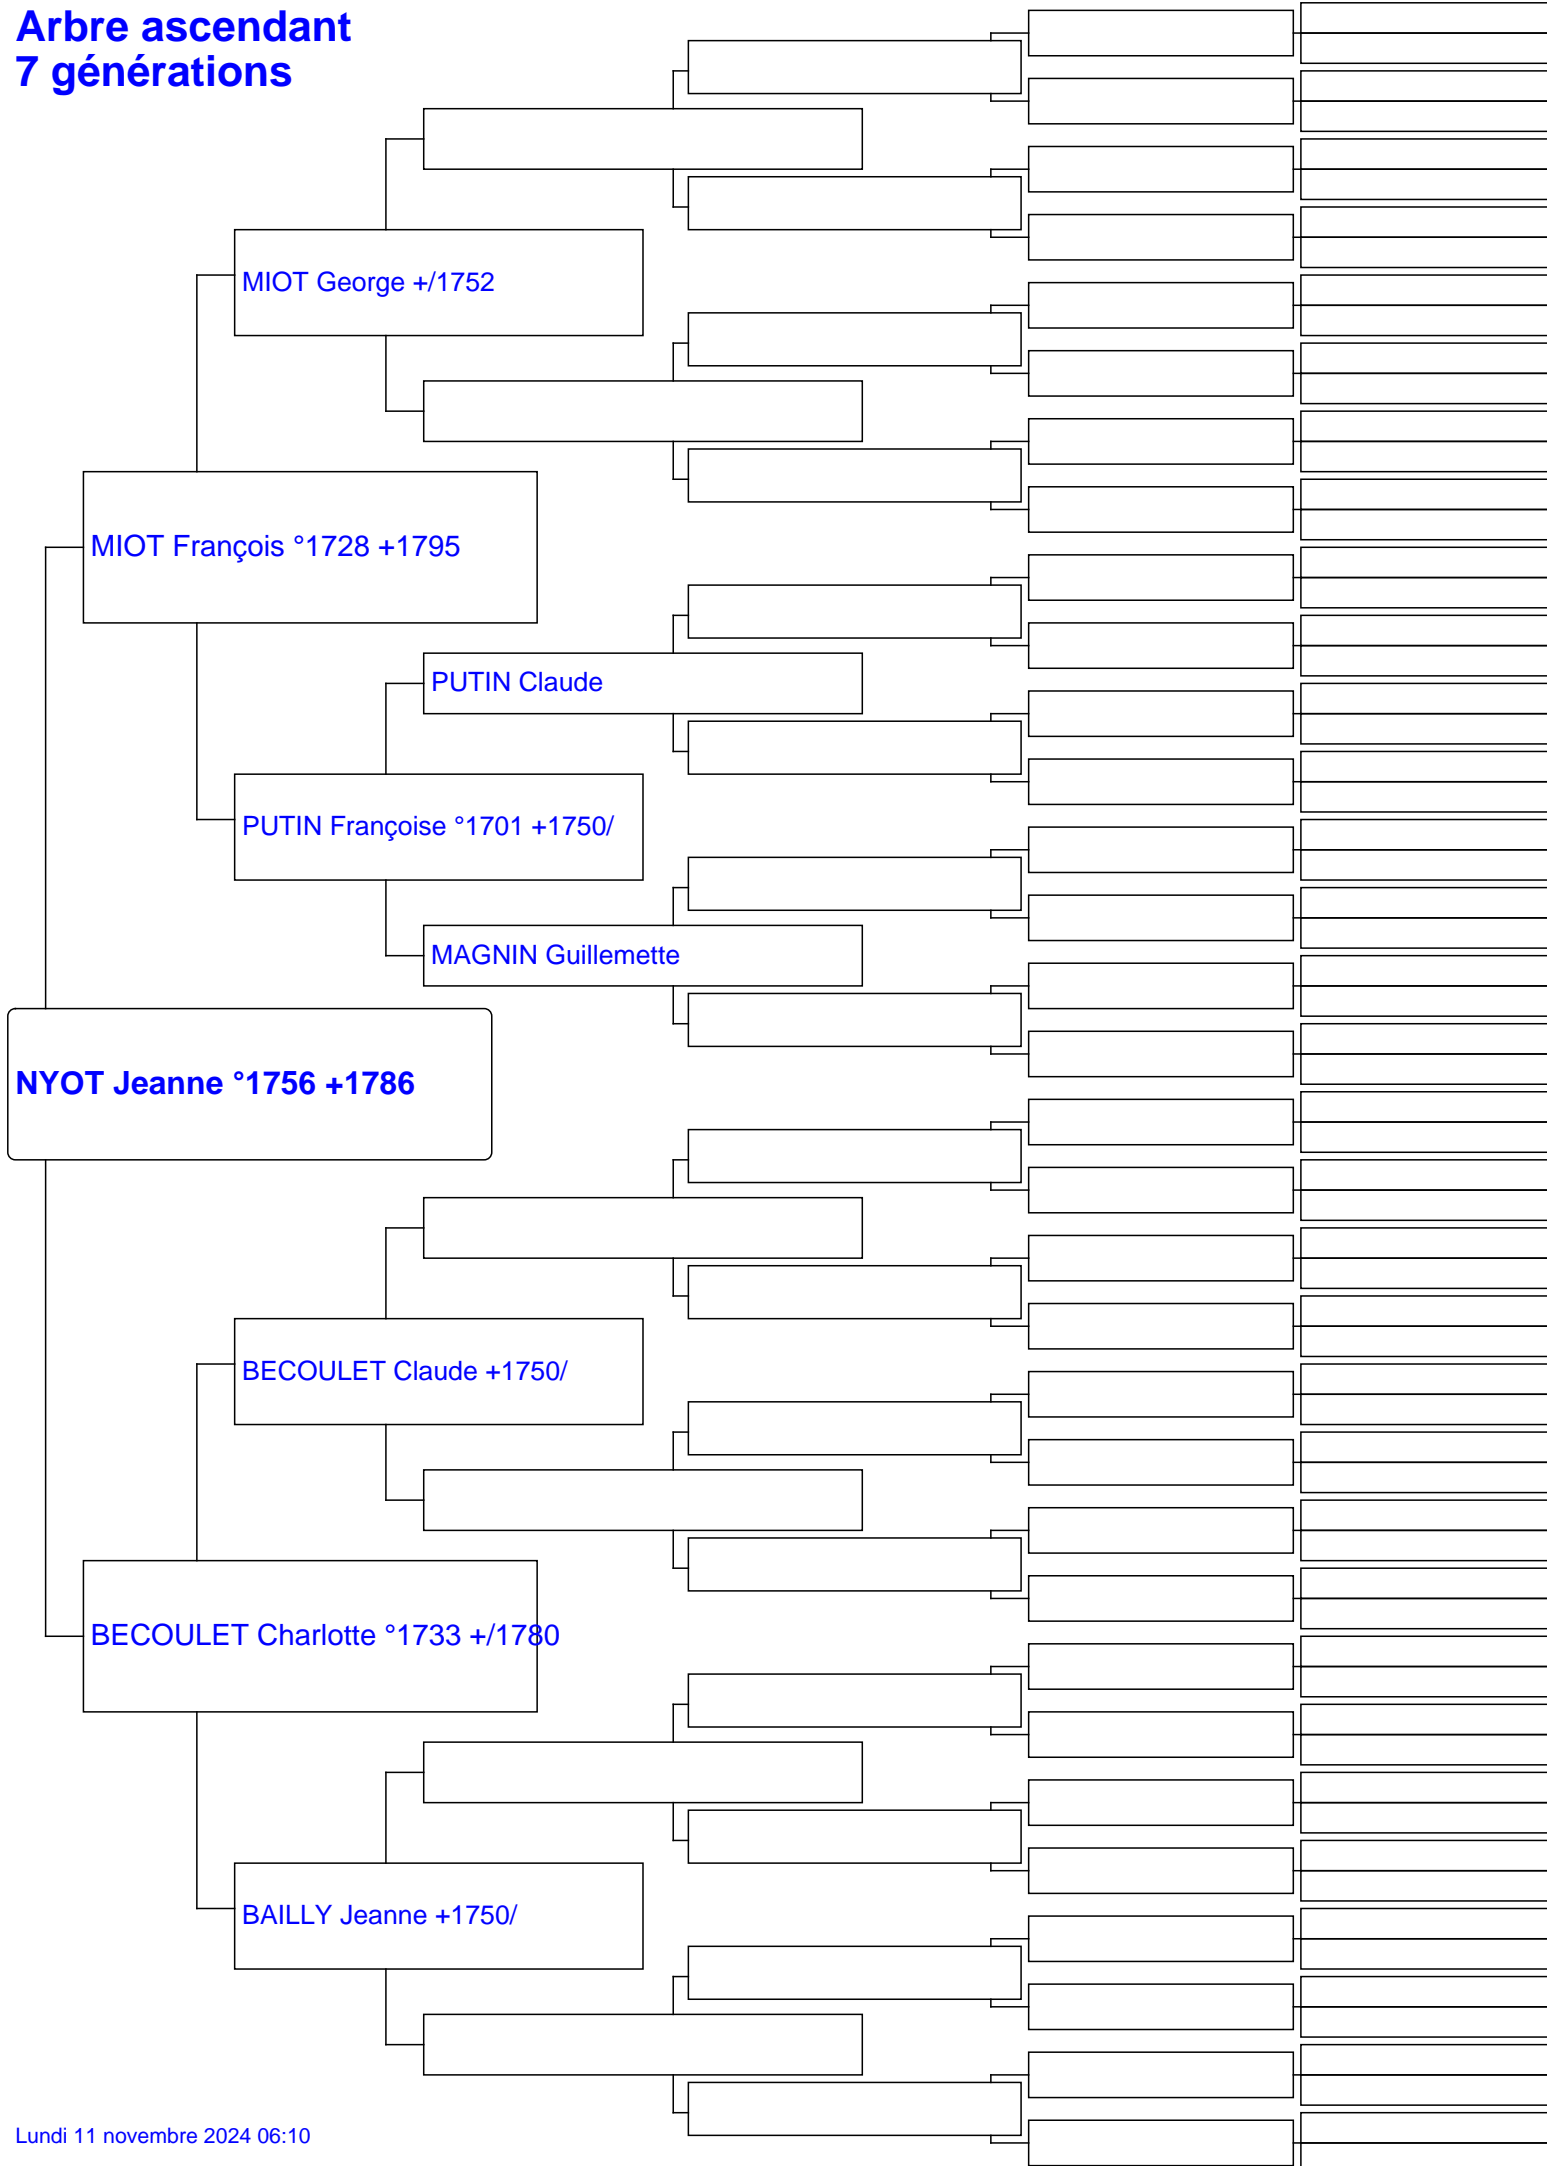 Arbre ascendant
7 générations
MIOT George +/1752
MIOT François °1728 +1795
PUTIN Claude
PUTIN Françoise °1701 +1750/
MAGNIN Guillemette
NYOT Jeanne °1756 +1786
BECOULET Claude +1750/
BECOULET Charlotte °1733 +/1780
BAILLY Jeanne +1750/
Lundi 11 novembre 2024 06:10